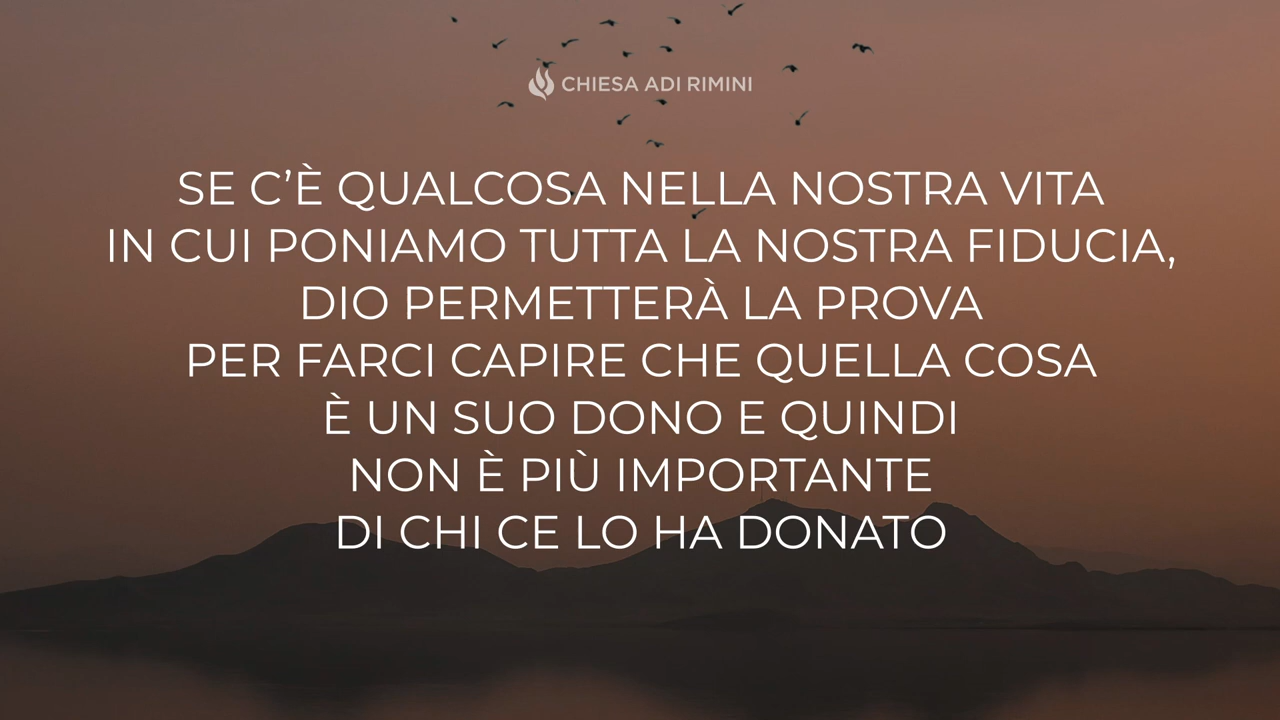 CHIESA ADI RIMINI
SE C’È QUALCOSA NELLA NOSTRA VITA
IN CUI PONIAMO TUTTA LA NOSTRA FIDUCIA,
DIO PERMETTERÀ LA PROVA
PER FARCI CAPIRE CHE QUELLA COSA
È UN SUO DONO E QUINDI
NON È PIÙ IMPORTANTE
DI CHI CE LO HA DONATO